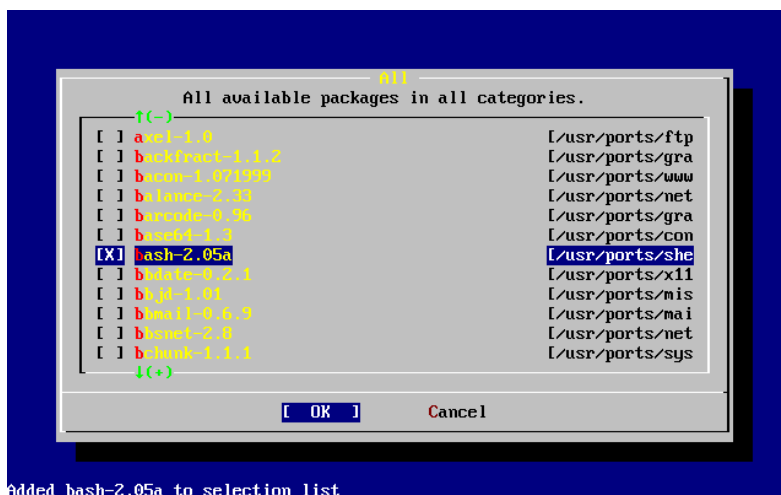 All
All available packages in all categories.
↑(-)
[ ] axel-1.0 [/usr/ports/ftp
[ ] backfract-1.1.2 [/usr/ports/gra
[ ] bacon-1.071999 [/usr/ports/www
[ ] balance-2.33 [/usr/ports/net
[ ] barcode-0.96 [/usr/ports/gra
[ ] base64-1.3 [/usr/ports/con
[X] bash-2.05a [/usr/ports/she
[ ] bbdate-0.2.1 [/usr/ports/x11
[ ] bbjd-1.01 [/usr/ports/mis
[ ] bbmail-0.6.9 [/usr/ports/mai
[ ] bbsnet-2.8 [/usr/ports/net
[ ] bchunk-1.1.1 [/usr/ports/sys
↓(+)
[ OK ] Cancel
Added bash-2.05a to selection list